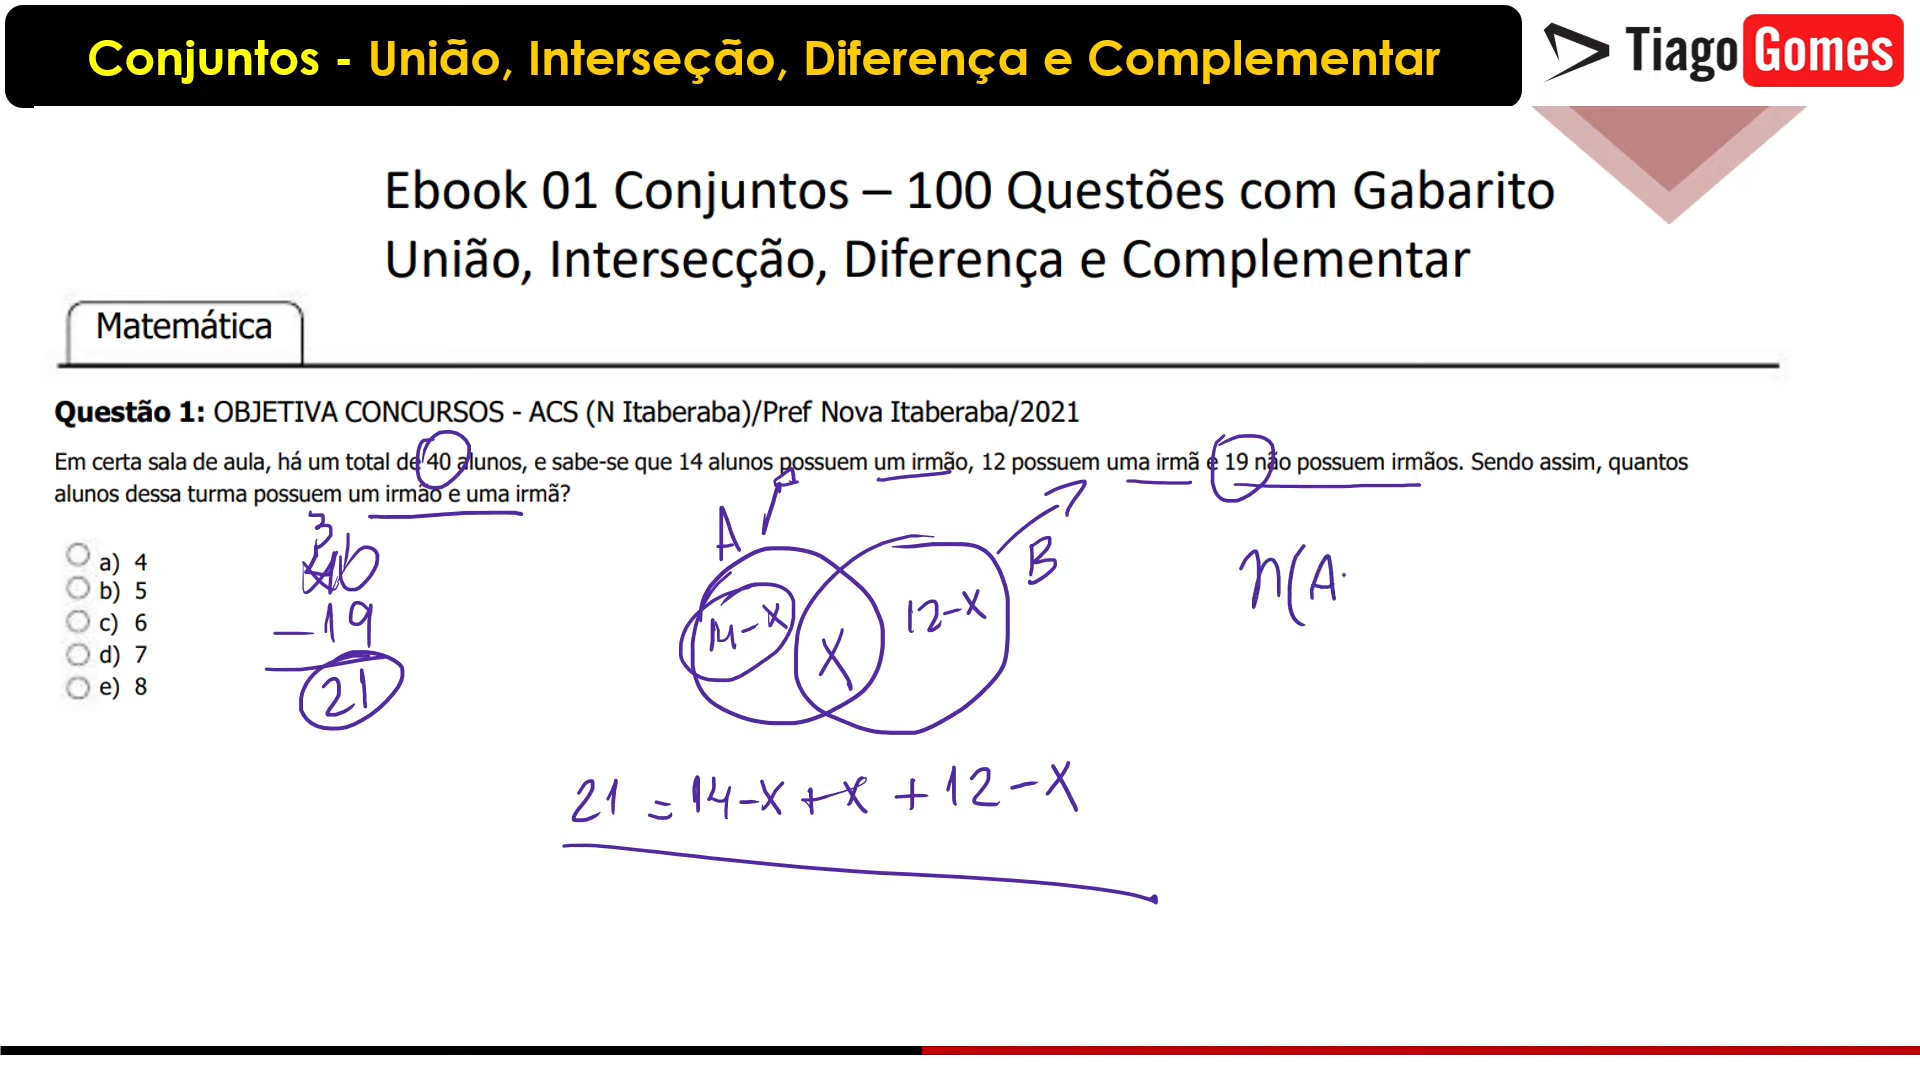 Conjuntos - União, Interseção, Diferença e Complementar
Tiago Gomes
Ebook 01 Conjuntos – 100 Questões com Gabarito
União, Intersecção, Diferença e Complementar
Matemática
Questão 1: OBJETIVA CONCURSOS - ACS (N Itaberaba)/Pref Nova Itaberaba/2021
Em certa sala de aula, há um total de 40 alunos, e sabe-se que 14 alunos possuem um irmão, 12 possuem uma irmã e 19 não possuem irmãos. Sendo assim, quantos
alunos dessa turma possuem um irmão e uma irmã?
a) 4
b) 5
c) 6
d) 7
e) 8
3
40
-19
21
A
B
14-x
x
12-x
n(A
21 = 14-x+x + 12-x